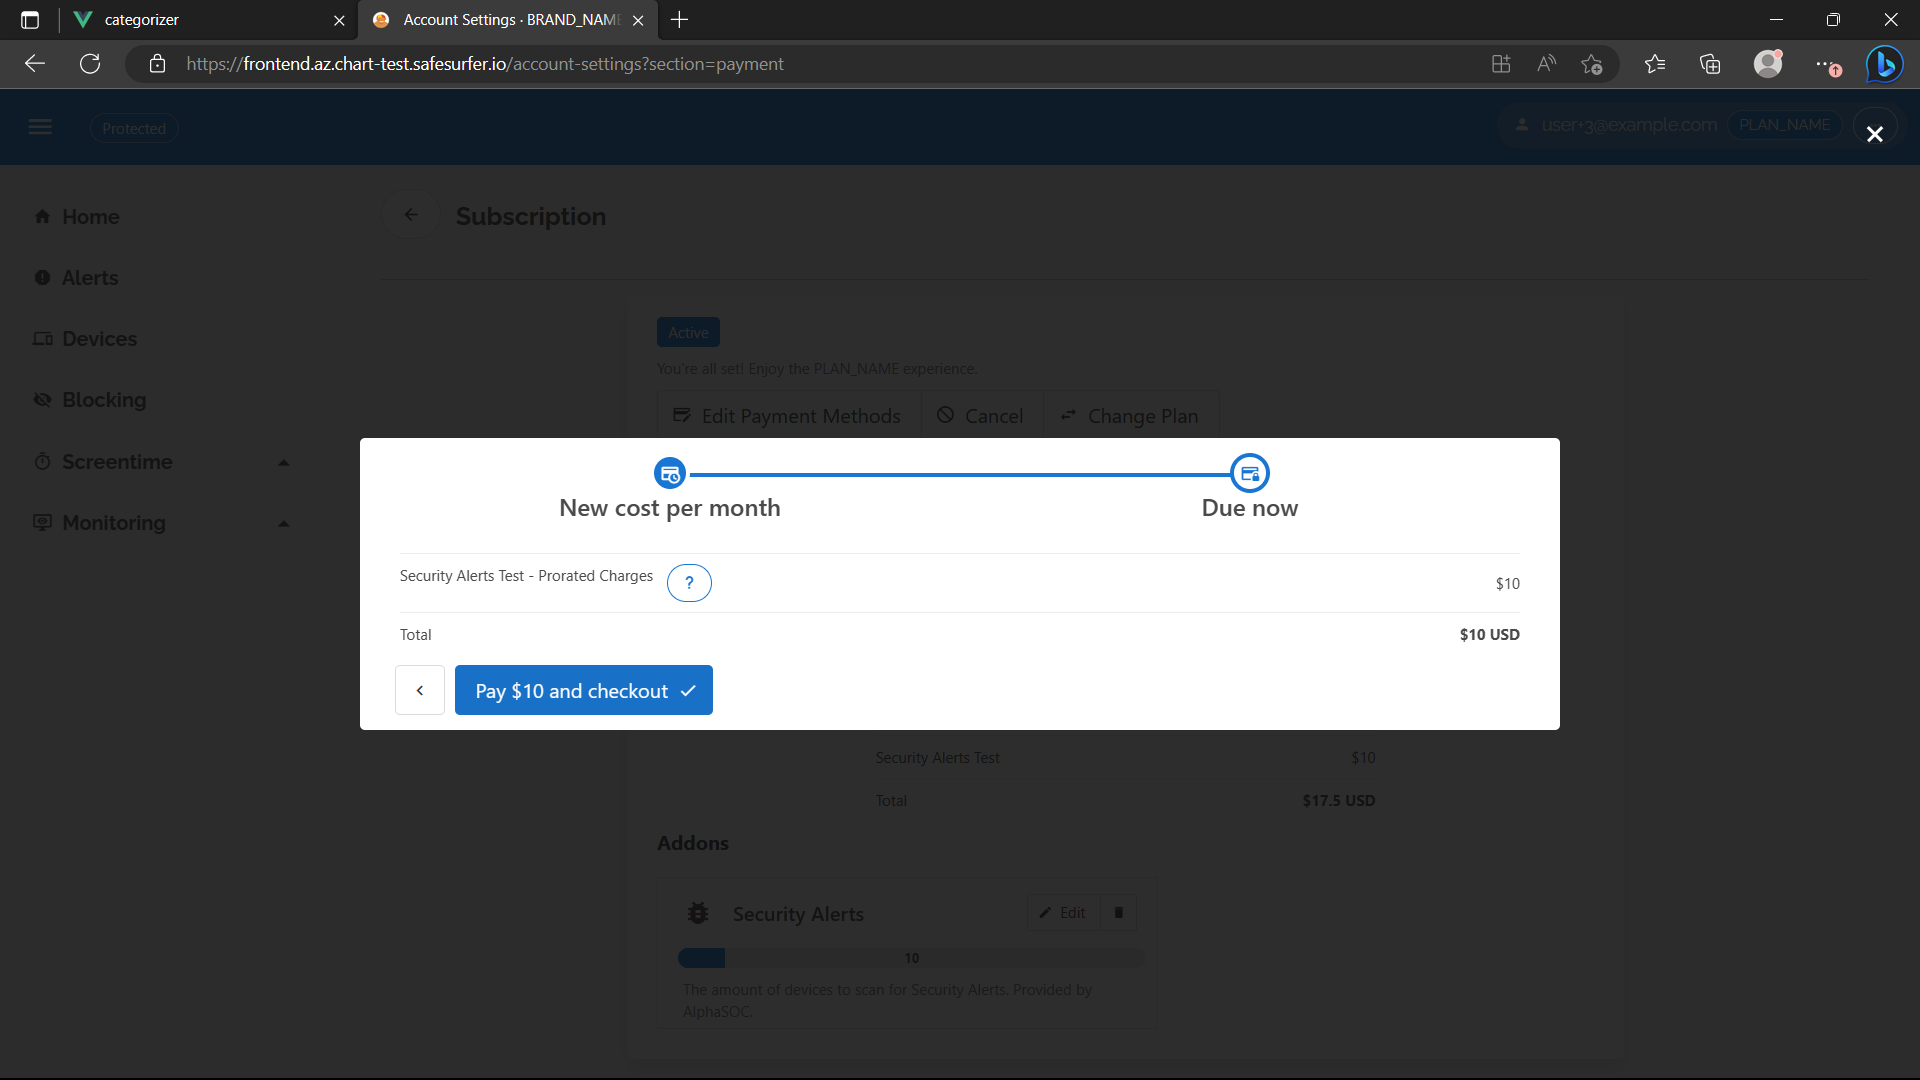 categorizer
Account Settings · BRAND_NAME
https://frontend.az.chart-test.safesurfer.io/account-settings?section=payment
Protected
user+3@example.com
PLAN_NAME
Home
Alerts
Devices
Blocking
Screentime
Monitoring
Subscription
Active
You're all set! Enjoy the PLAN_NAME experience.
Edit Payment Methods
Cancel
Change Plan
New cost per month
Due now
Security Alerts Test - Prorated Charges
?
$10
Total
$10 USD
Pay $10 and checkout
Security Alerts Test
$10
Total
$17.5 USD
Addons
Security Alerts
Edit
10
The amount of devices to scan for Security Alerts. Provided by
AlphaSOC.